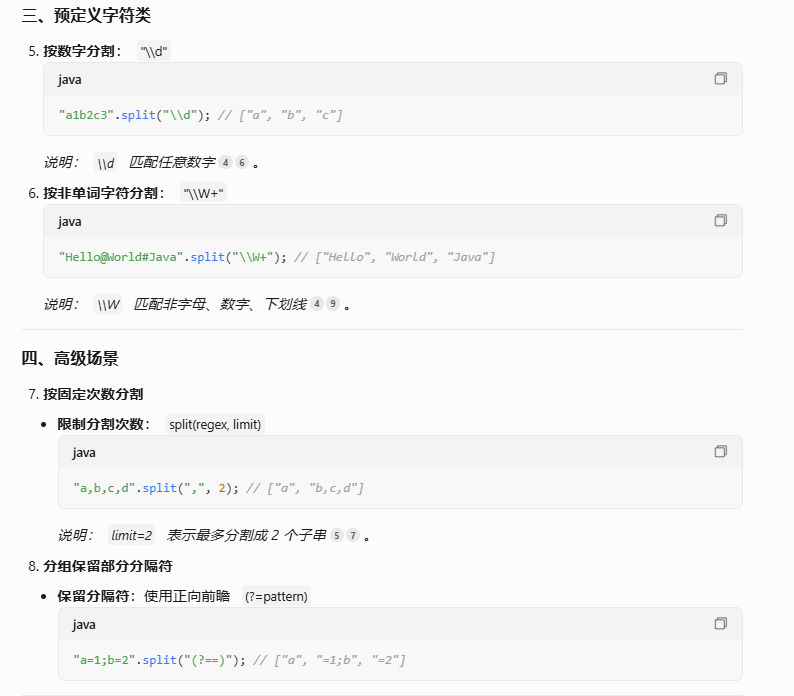 三、预定义字符类
5. 按数字分割： "\\d"
java
"a1b2c3".split("\\d"); // ["a", "b", "c"]
说明： \\d 匹配任意数字 4 6 。
6. 按非单词字符分割： "\\W+"
java
"Hello@World#Java".split("\\W+"); // ["Hello", "World", "Java"]
说明： \\W 匹配非字母、数字、下划线 4 9 。
四、高级场景
7. 按固定次数分割
• 限制分割次数： split(regex, limit)
java
"a,b,c,d".split(",", 2); // ["a", "b,c,d"]
说明： limit=2 表示最多分割成 2 个子串 5 7 。
8. 分组保留部分分隔符
• 保留分隔符：使用正向前瞻 (?=pattern)
java
"a=1;b=2".split("(?==)"); // ["a", "=1;b", "=2"]